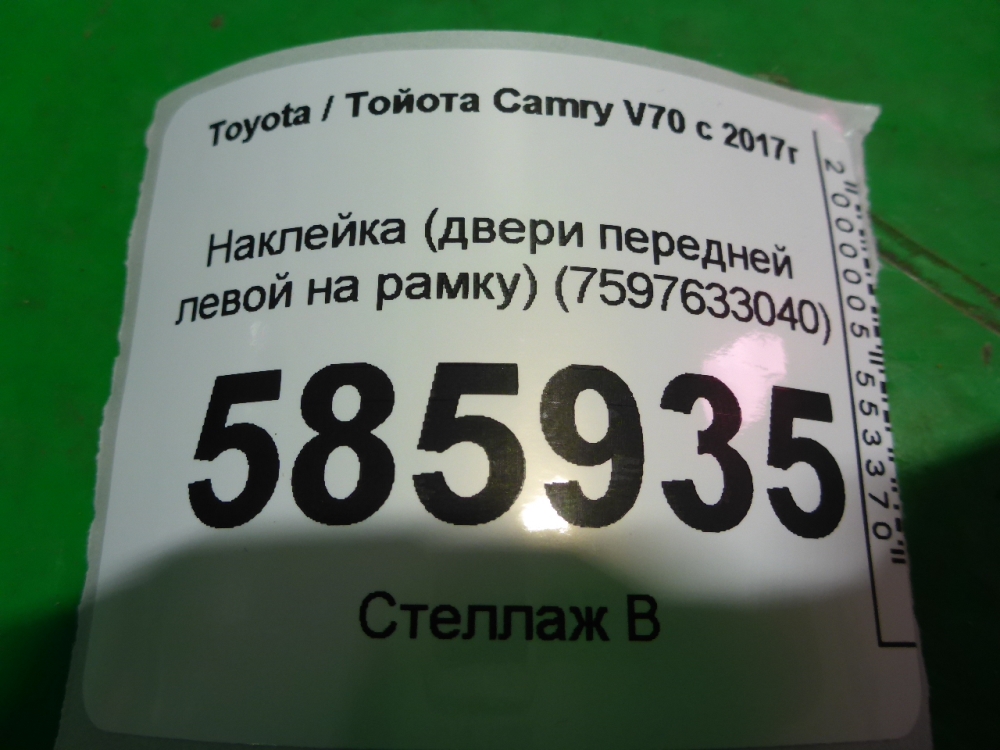 Toyota / Тойота Camry V70 с 2017г
Наклейка (двери передней
левой на рамку) (7597633040)
585935
Стеллаж В
2000005553370